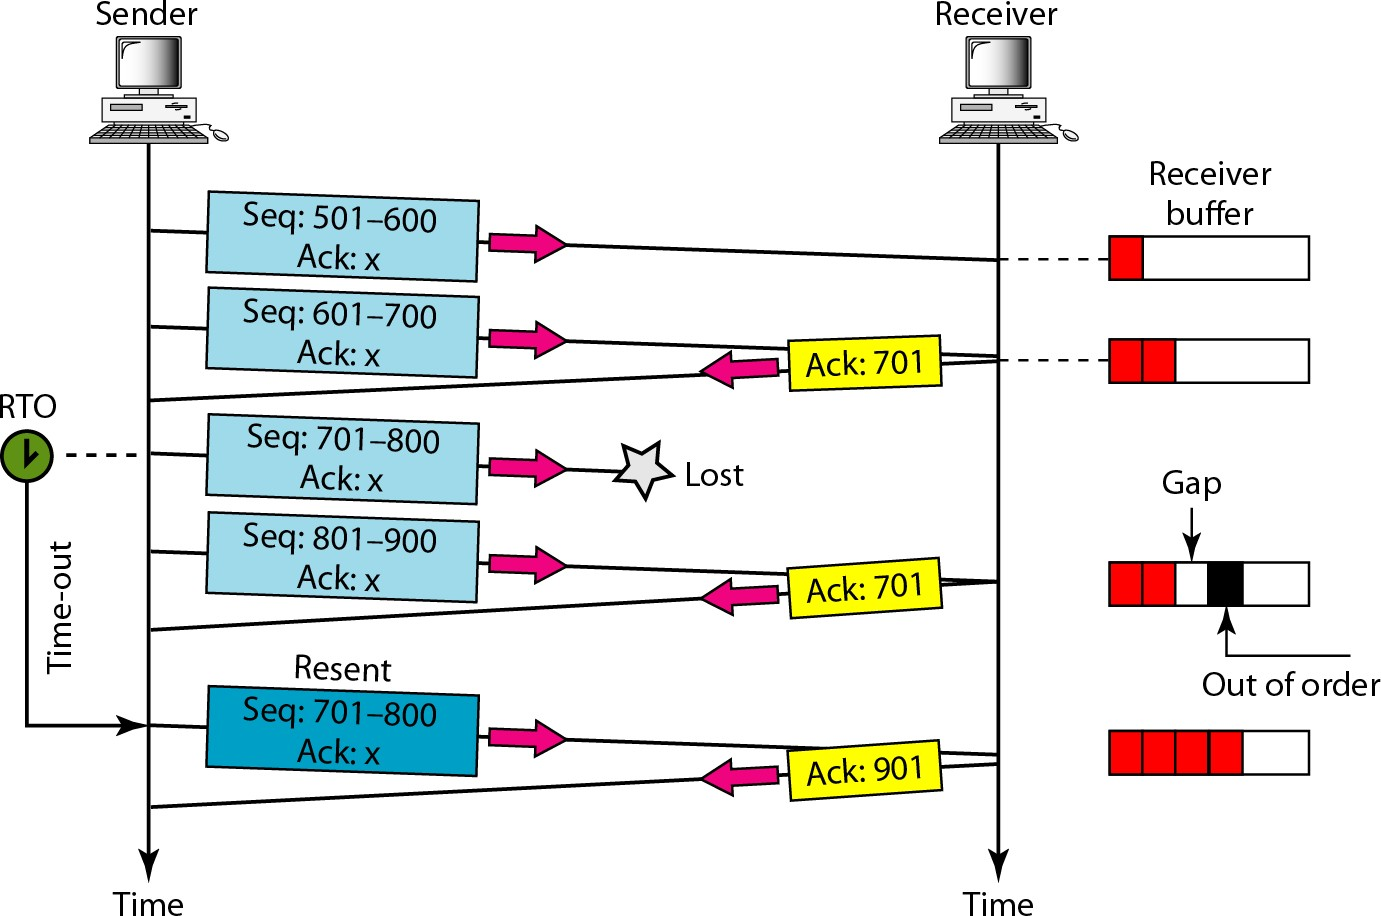 Sender
Receiver
Receiver
buffer
Seq: 501–600
Ack: x
Seq: 601–700
Ack: x
Ack: 701
RTO
Seq: 701–800
Ack: x
Lost
Gap
Seq: 801–900
Ack: x
Ack: 701
Time-out
Out of order
Resent
Seq: 701–800
Ack: x
Ack: 901
Time
Time